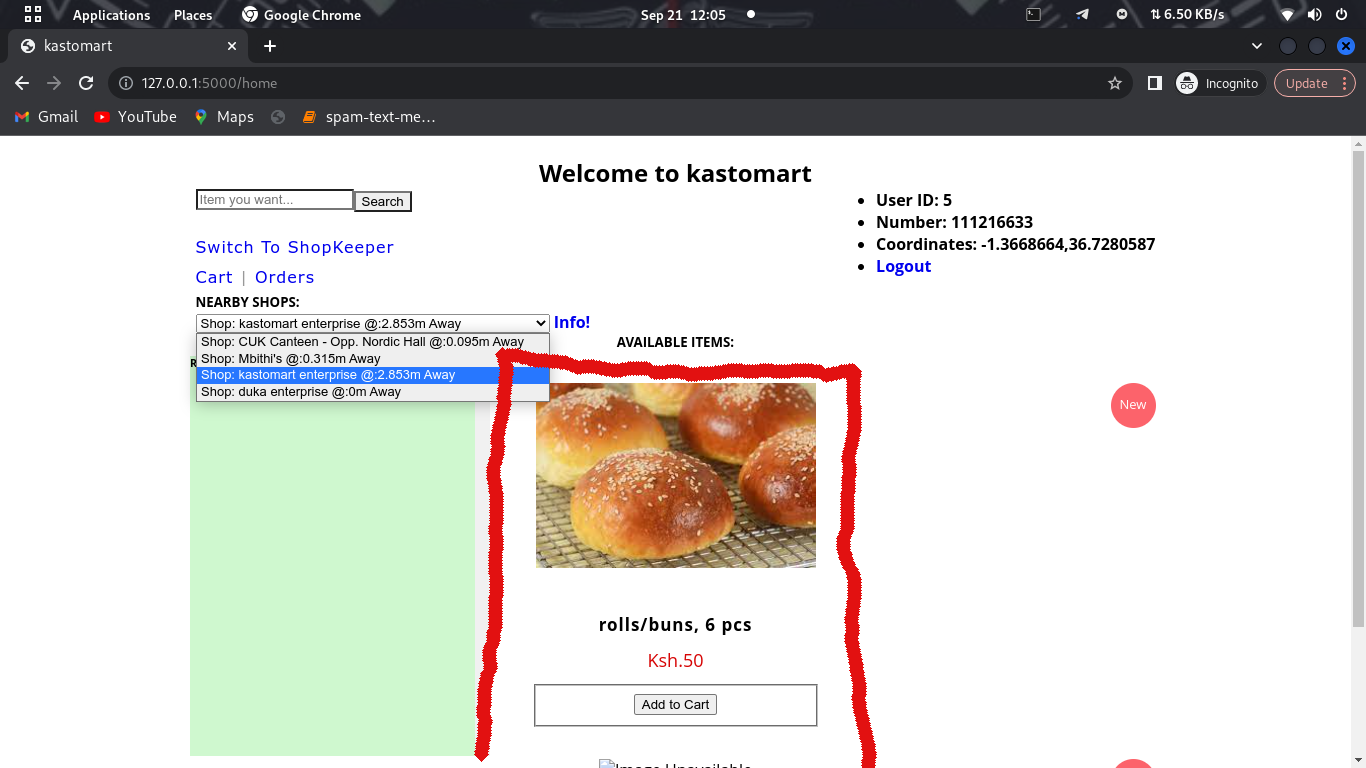 Applications Places Google Chrome Sep 21 12:05 6.50 KB/s
kastomart
127.0.0.1:5000/home Incognito Update
Gmail YouTube Maps spam-text-me...
Welcome to kastomart
Item you want... Search
User ID: 5
Number: 111216633
Coordinates: -1.3668664,36.7280587
Logout
Switch To ShopKeeper
Cart | Orders
NEARBY SHOPS:
Shop: kastomart enterprise @:2.853m Away Info!
Shop: CUK Canteen - Opp. Nordic Hall @:0.095m Away
Shop: Mbithi's @:0.315m Away
Shop: kastomart enterprise @:2.853m Away
Shop: duka enterprise @:0m Away
AVAILABLE ITEMS:
New
rolls/buns, 6 pcs
Ksh.50
Add to Cart
Image Unavailable